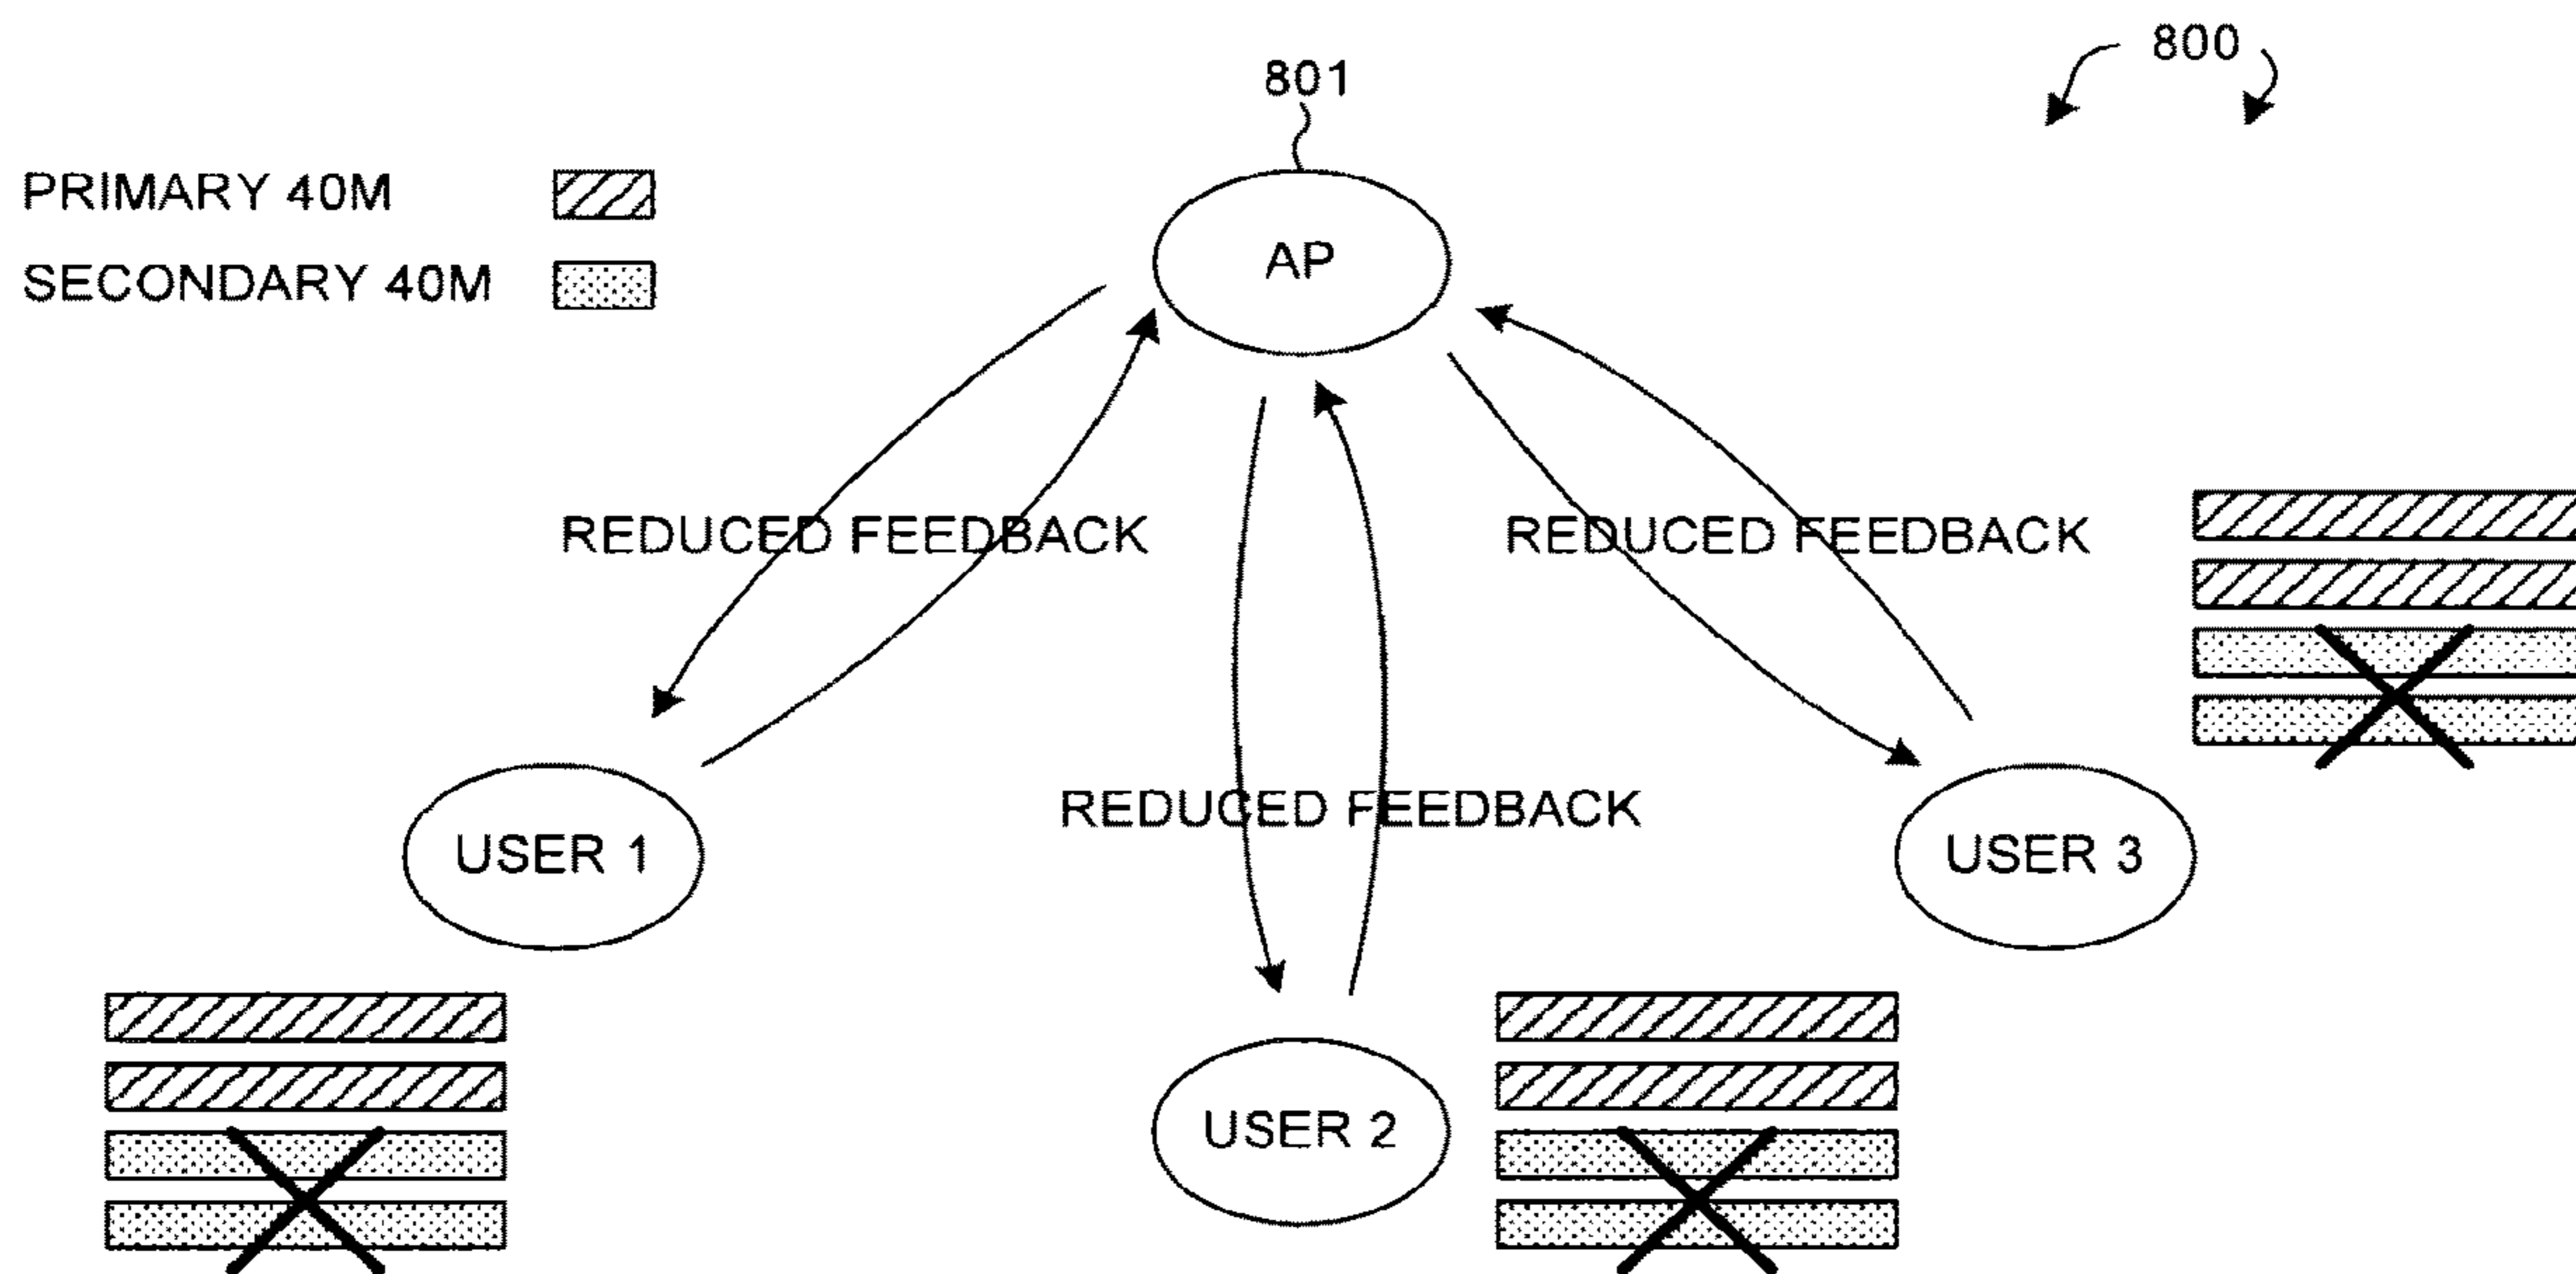 800
801
PRIMARY 40M
SECONDARY 40M
AP
REDUCED FEEDBACK
REDUCED FEEDBACK
REDUCED FEEDBACK
USER 1
USER 3
USER 2